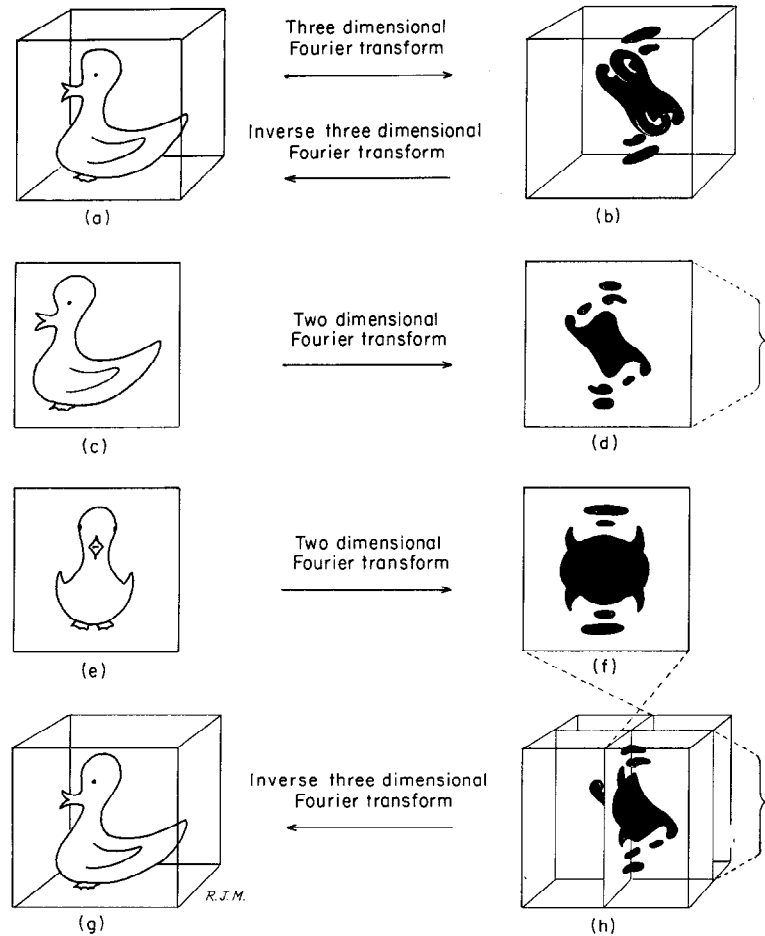 Three dimensional
Fourier transform
Inverse three dimensional
Fourier transform
(a)
(b)
Two dimensional
Fourier transform
(c)
(d)
Two dimensional
Fourier transform
(e)
(f)
Inverse three dimensional
Fourier transform
R.J.M.
(g)
(h)